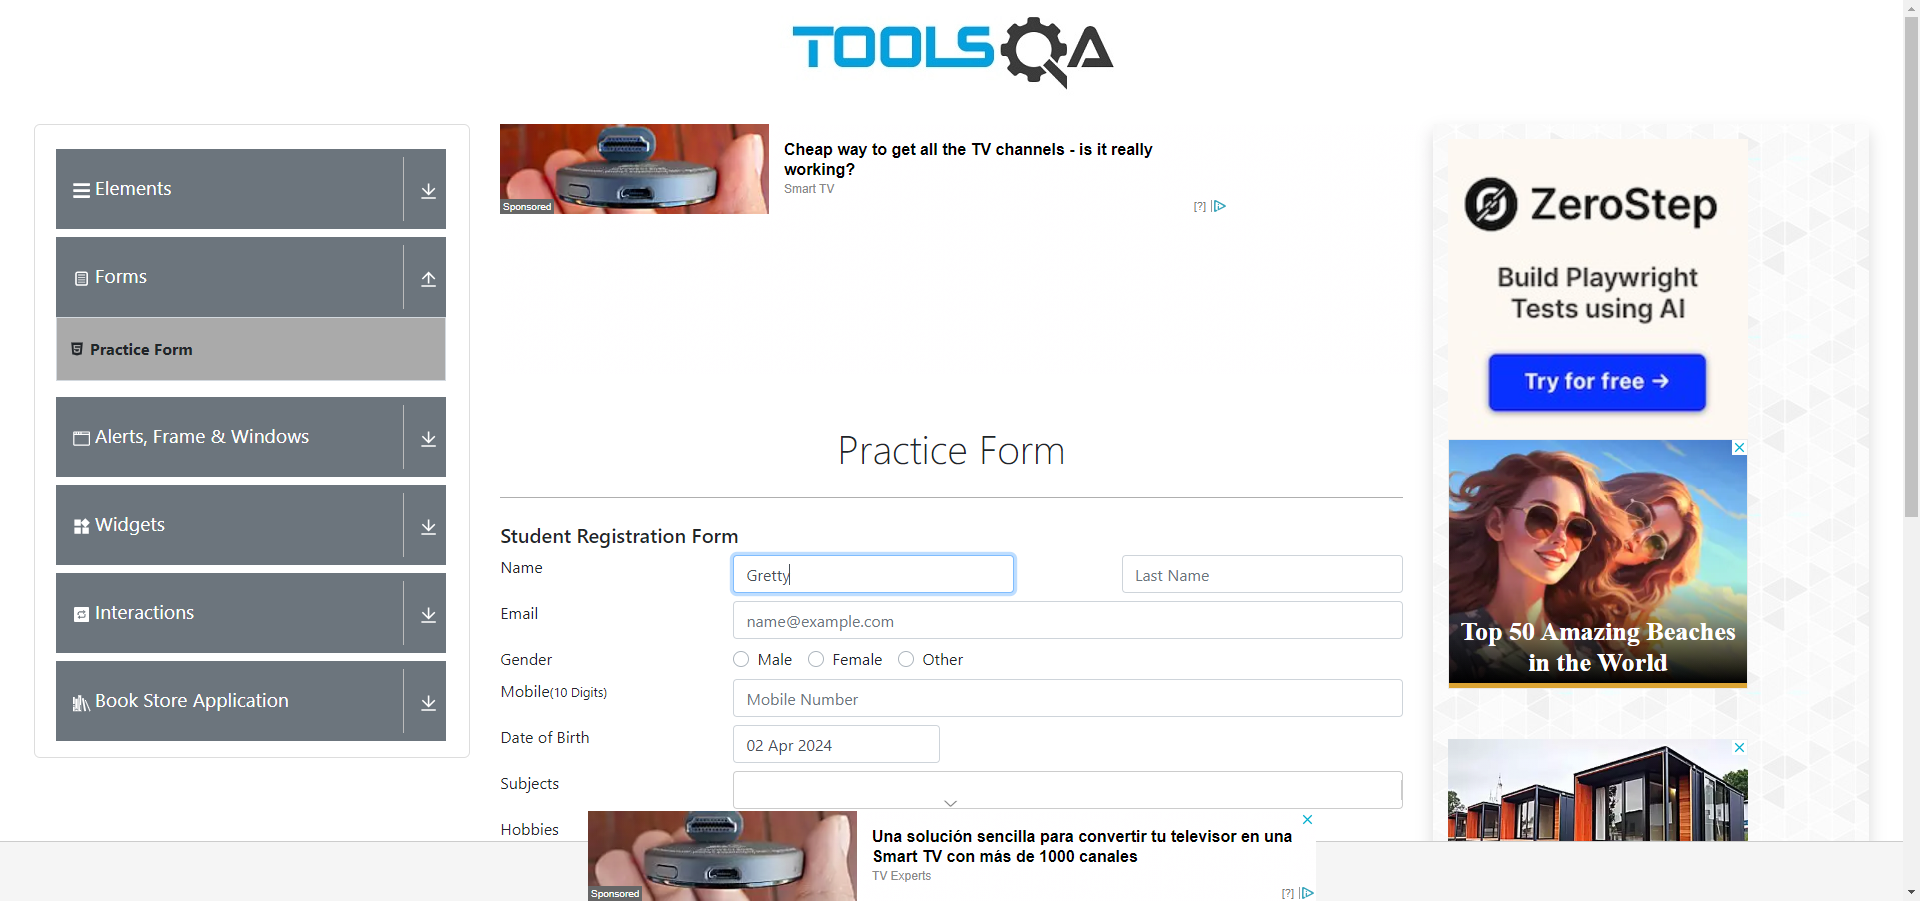 TOOLSQA
Elements
Forms
Practice Form
Alerts, Frame & Windows
Widgets
Interactions
Book Store Application
Sponsored
Cheap way to get all the TV channels - is it really
working?
Smart TV
[?]
Practice Form
Student Registration Form
Name
Gretty
Last Name
Email
name@example.com
Gender
Male
Female
Other
Mobile(10 Digits)
Mobile Number
Date of Birth
02 Apr 2024
Subjects
Hobbies
Sponsored
Una solución sencilla para convertir tu televisor en una
Smart TV con más de 1000 canales
TV Experts
[?]
ZeroStep
Build Playwright
Tests using AI
Try for free →
Top 50 Amazing Beaches
in the World